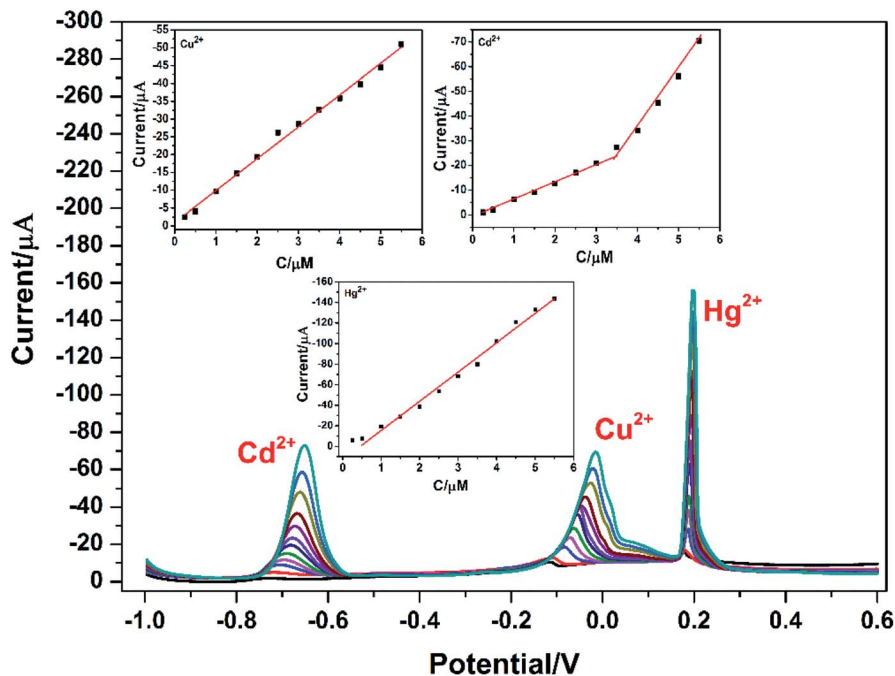 -300
-280
-260
-240
-220
-200
-180
-160
-140
-120
-100
-80
-60
-40
-20
0
Current/μA
-1.0 -0.8 -0.6 -0.4 -0.2 0.0 0.2 0.4 0.6
Potential/V
Cd²⁺
Cu²⁺
Hg²⁺
Cu²⁺
-55
-50
-45
-40
-35
-30
-25
-20
-15
-10
-5
0
Current/μA
0 1 2 3 4 5 6
C/μM
Cd²⁺
-70
-60
-50
-40
-30
-20
-10
0
Current/μA
0 1 2 3 4 5 6
C/μM
Hg²⁺
-160
-140
-120
-100
-80
-60
-40
-20
0
Current/μA
0 1 2 3 4 5 6
C/μM